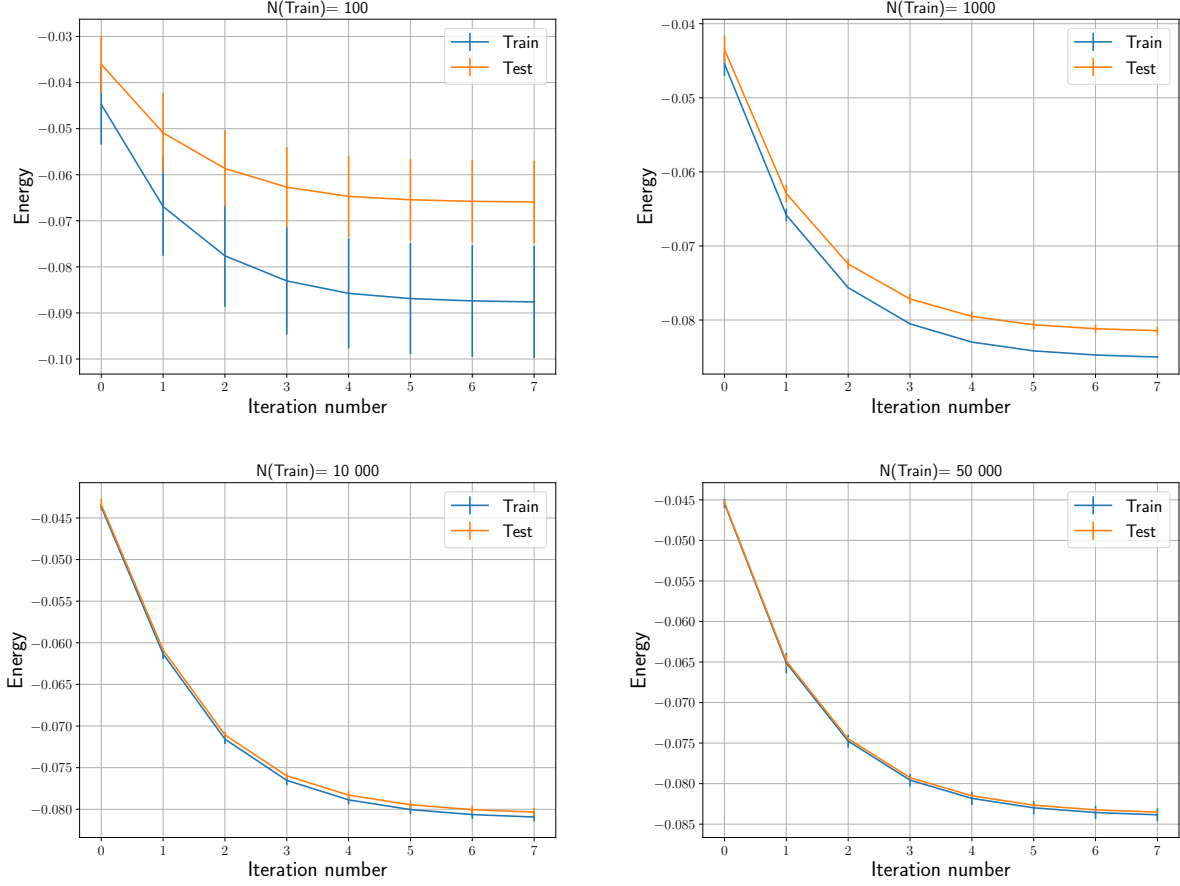 N(Train)= 100
−0.03
−0.04
−0.05
−0.06
−0.07
−0.08
−0.09
−0.10
Energy
Train
Test
0 1 2 3 4 5 6 7
Iteration number
N(Train)= 1000
−0.04
−0.05
−0.06
−0.07
−0.08
Energy
Train
Test
0 1 2 3 4 5 6 7
Iteration number
N(Train)= 10 000
−0.045
−0.050
−0.055
−0.060
−0.065
−0.070
−0.075
−0.080
Energy
Train
Test
0 1 2 3 4 5 6 7
Iteration number
N(Train)= 50 000
−0.045
−0.050
−0.055
−0.060
−0.065
−0.070
−0.075
−0.080
−0.085
Energy
Train
Test
0 1 2 3 4 5 6 7
Iteration number